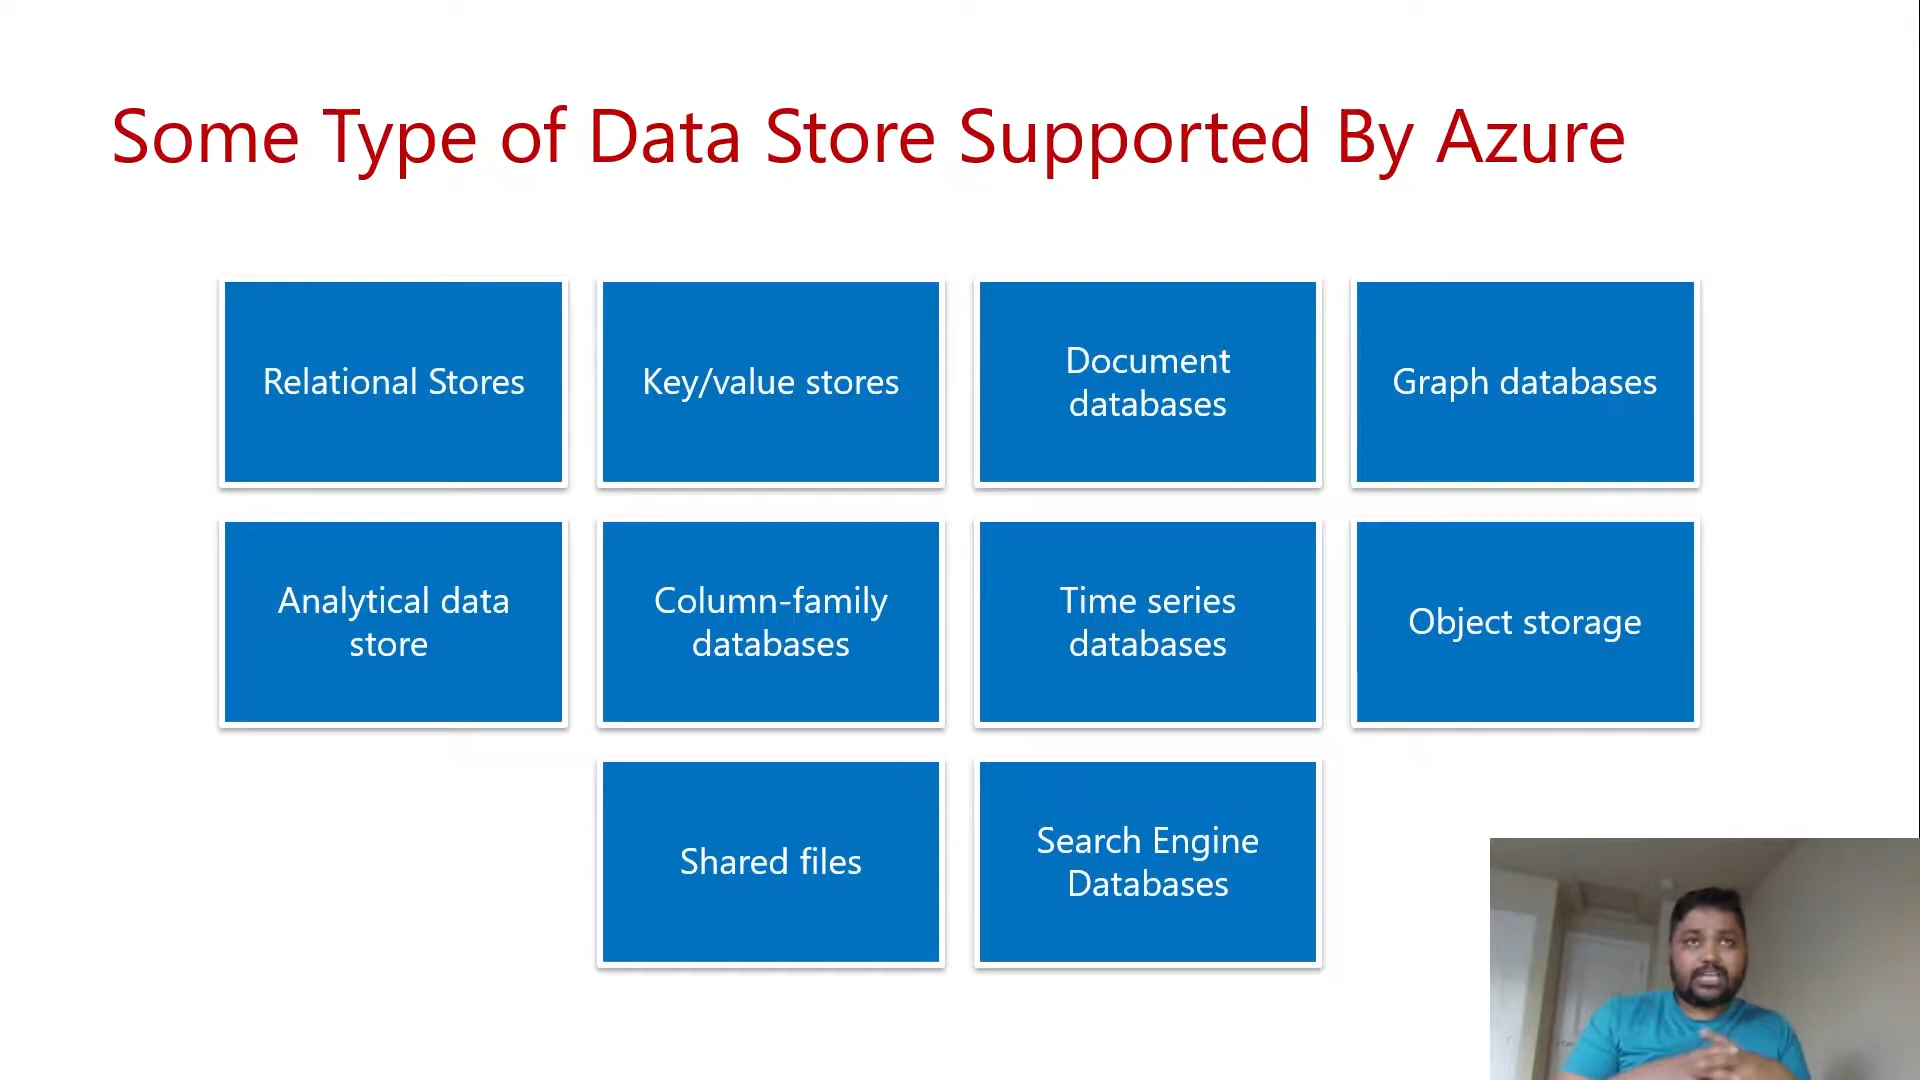 Some Type of Data Store Supported By Azure
Relational Stores
Key/value stores
Document
databases
Graph databases
Analytical data
store
Column-family
databases
Time series
databases
Object storage
Shared files
Search Engine
Databases